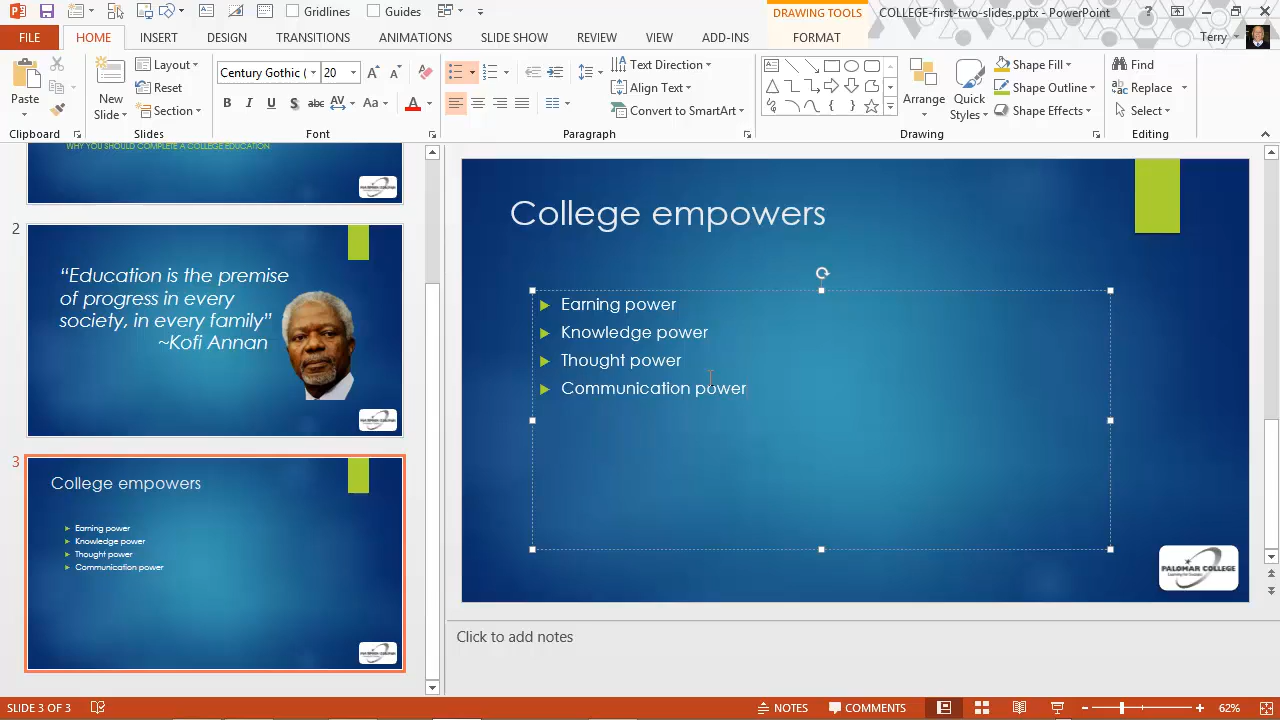 Gridlines
Guides
DRAWING TOOLS
COLLEGE-first-two-slides.pptx - PowerPoint
?
FILE
HOME
INSERT
DESIGN
TRANSITIONS
ANIMATIONS
SLIDE SHOW
REVIEW
VIEW
ADD-INS
FORMAT
Terry
Paste
Clipboard
New
Slide
Layout
Reset
Section
Slides
Century Gothic (
20
B I U S abc AV Aa A
Font
Text Direction
Align Text
Convert to SmartArt
Paragraph
Arrange
Quick
Styles
Shape Fill
Shape Outline
Shape Effects
Drawing
Find
Replace
Select
Editing
WHY YOU SHOULD COMPLETE A COLLEGE EDUCATION
2
“Education is the premise
of progress in every
society, in every family”
~Kofi Annan
3
College empowers
Earning power
Knowledge power
Thought power
Communication power
College empowers
Earning power
Knowledge power
Thought power
Communication power
PALOMAR COLLEGE
Click to add notes
SLIDE 3 OF 3
NOTES
COMMENTS
62%